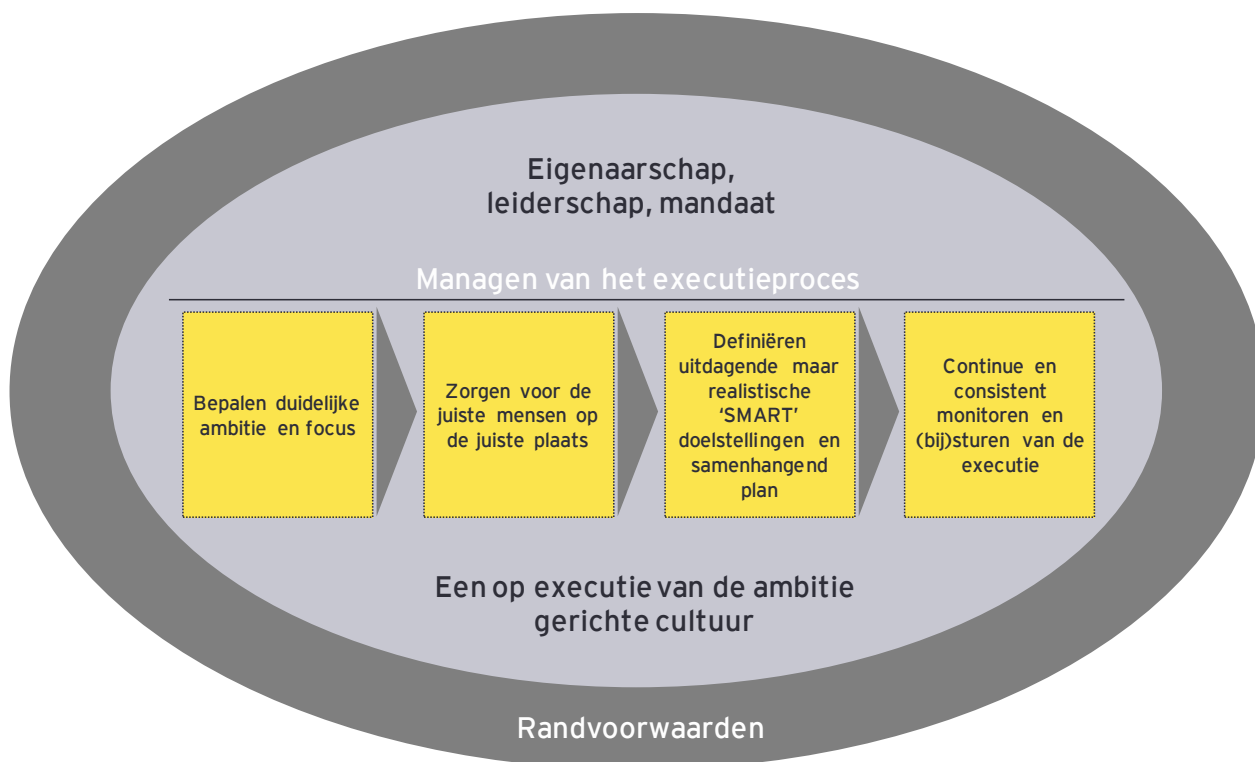 Eigenaarschap,
leiderschap, mandaat
Managen van het executieproces
Bepalen duidelijke
ambitie en focus
Zorgen voor de
juiste mensen op
de juiste plaats
Definiëren
uitdagende maar
realistische
‘SMART’
doelstellingen en
samenhangend
plan
Continue en
consistent
monitoren en
(bij)sturen van de
executie
Een op executie van de ambitie
gerichte cultuur
Randvoorwaarden